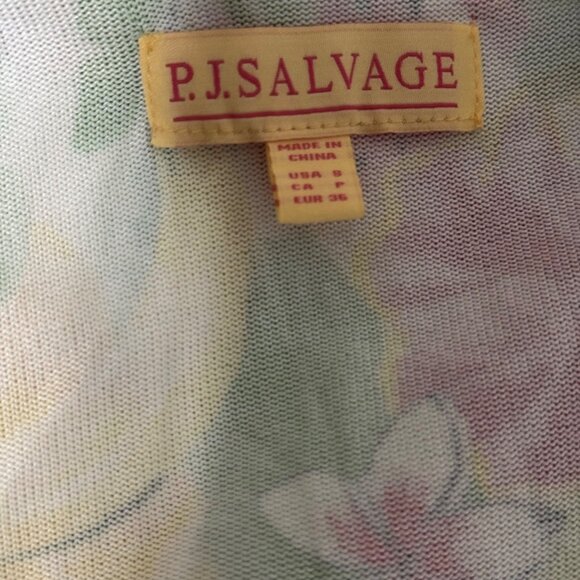 P.J.SALVAGE
MADE IN
CHINA
USA S
CA P
EUR 36